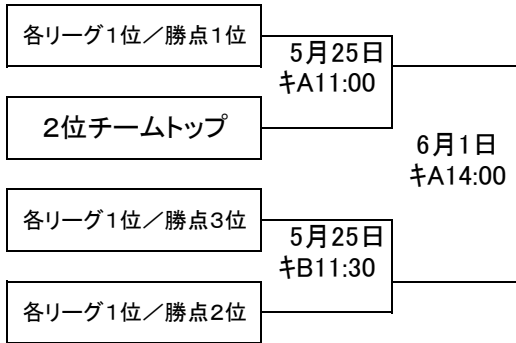 各リーグ1位／勝点1位
5月25日
ｷA11:00
2位チームトップ
6月1日
ｷA14:00
各リーグ1位／勝点3位
5月25日
ｷB11:30
各リーグ1位／勝点2位